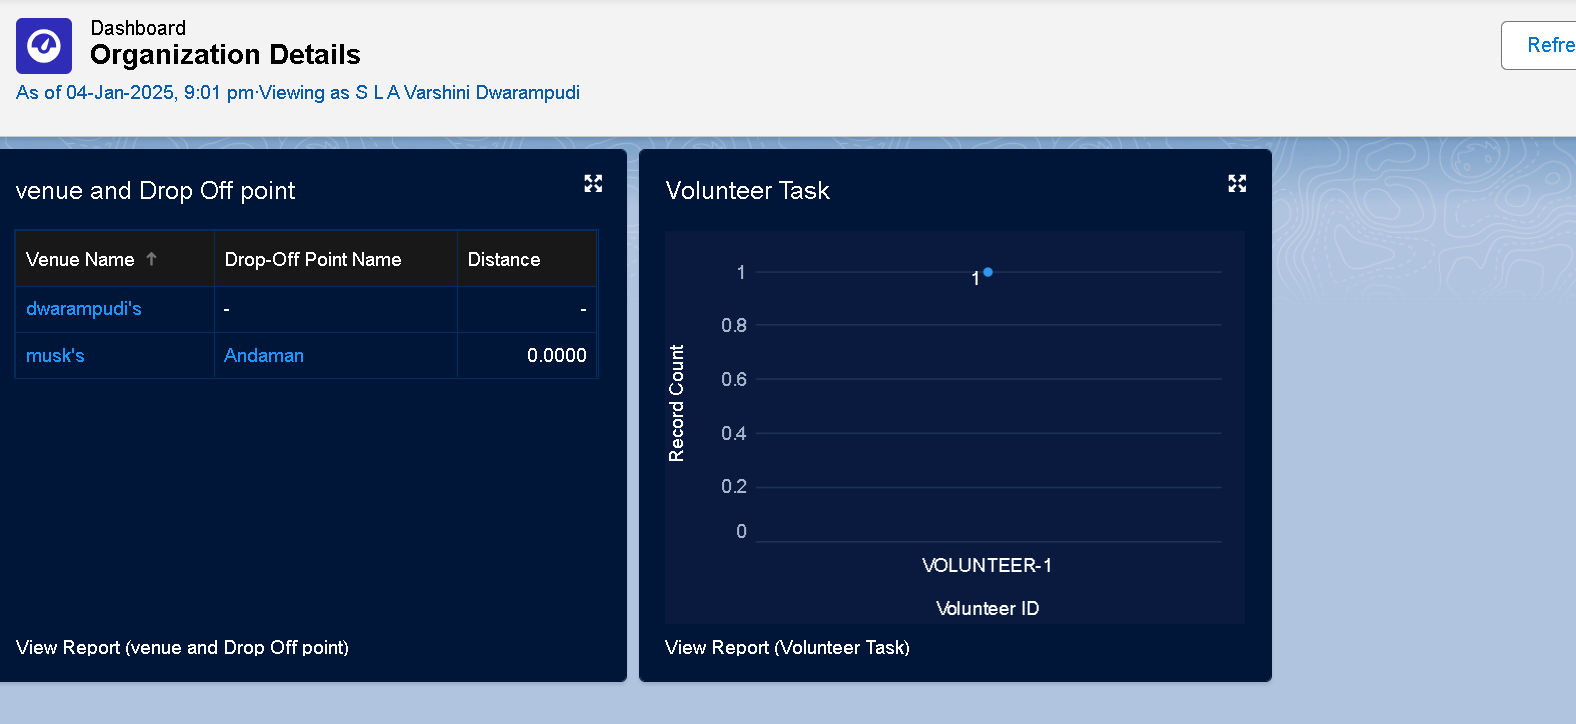 Dashboard
Organization Details
Refre
As of 04-Jan-2025, 9:01 pm·Viewing as S L A Varshini Dwarampudi
venue and Drop Off point
Venue Name ↑ Drop-Off Point Name Distance
dwarampudi's - -
musk's Andaman 0.0000
View Report (venue and Drop Off point)
Volunteer Task
Record Count
1
0.8
0.6
0.4
0.2
0
1
VOLUNTEER-1
Volunteer ID
View Report (Volunteer Task)